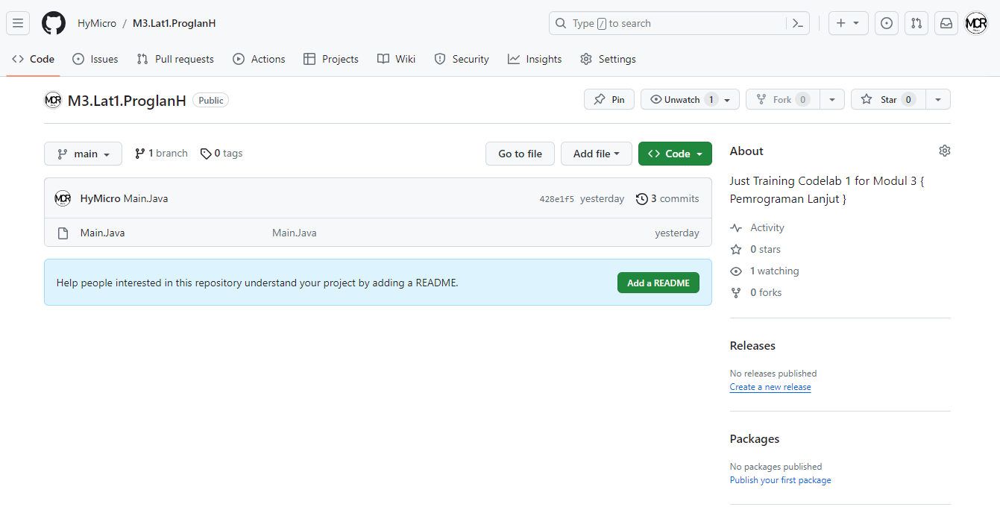 HyMicro / M3.Lat1.ProglanH
Type / to search
Code
Issues
Pull requests
Actions
Projects
Wiki
Security
Insights
Settings
MCR
M3.Lat1.ProglanH
Public
Pin
Unwatch 1
Fork 0
Star 0
main
1 branch
0 tags
Go to file
Add file
Code
HyMicro Main.Java
428e1f5 yesterday
3 commits
Main.Java
Main.Java
yesterday
Help people interested in this repository understand your project by adding a README.
Add a README
About
Just Training Codelab 1 for Modul 3 {
Pemrograman Lanjut }
Activity
0 stars
1 watching
0 forks
Releases
No releases published
Create a new release
Packages
No packages published
Publish your first package